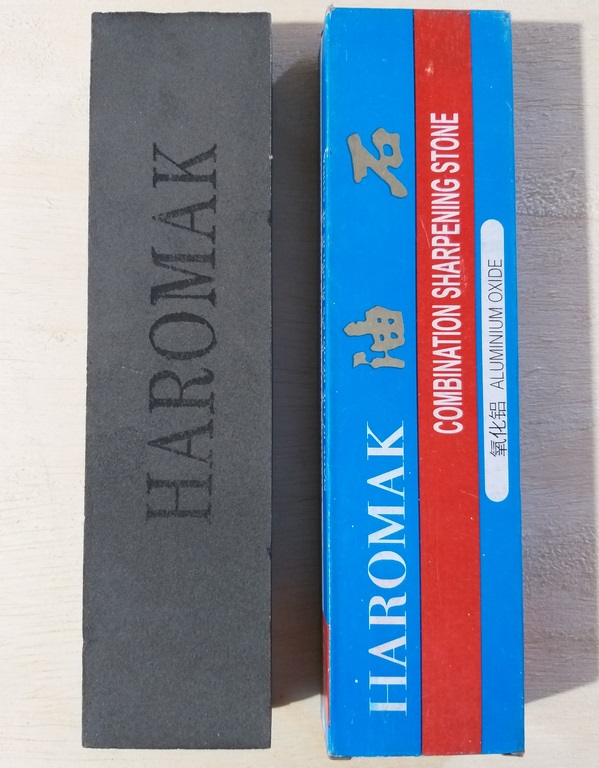 HAROMAK
HAROMAK 油石
COMBINATION SHARPENING STONE
氧化铝 ALUMINIUM OXIDE